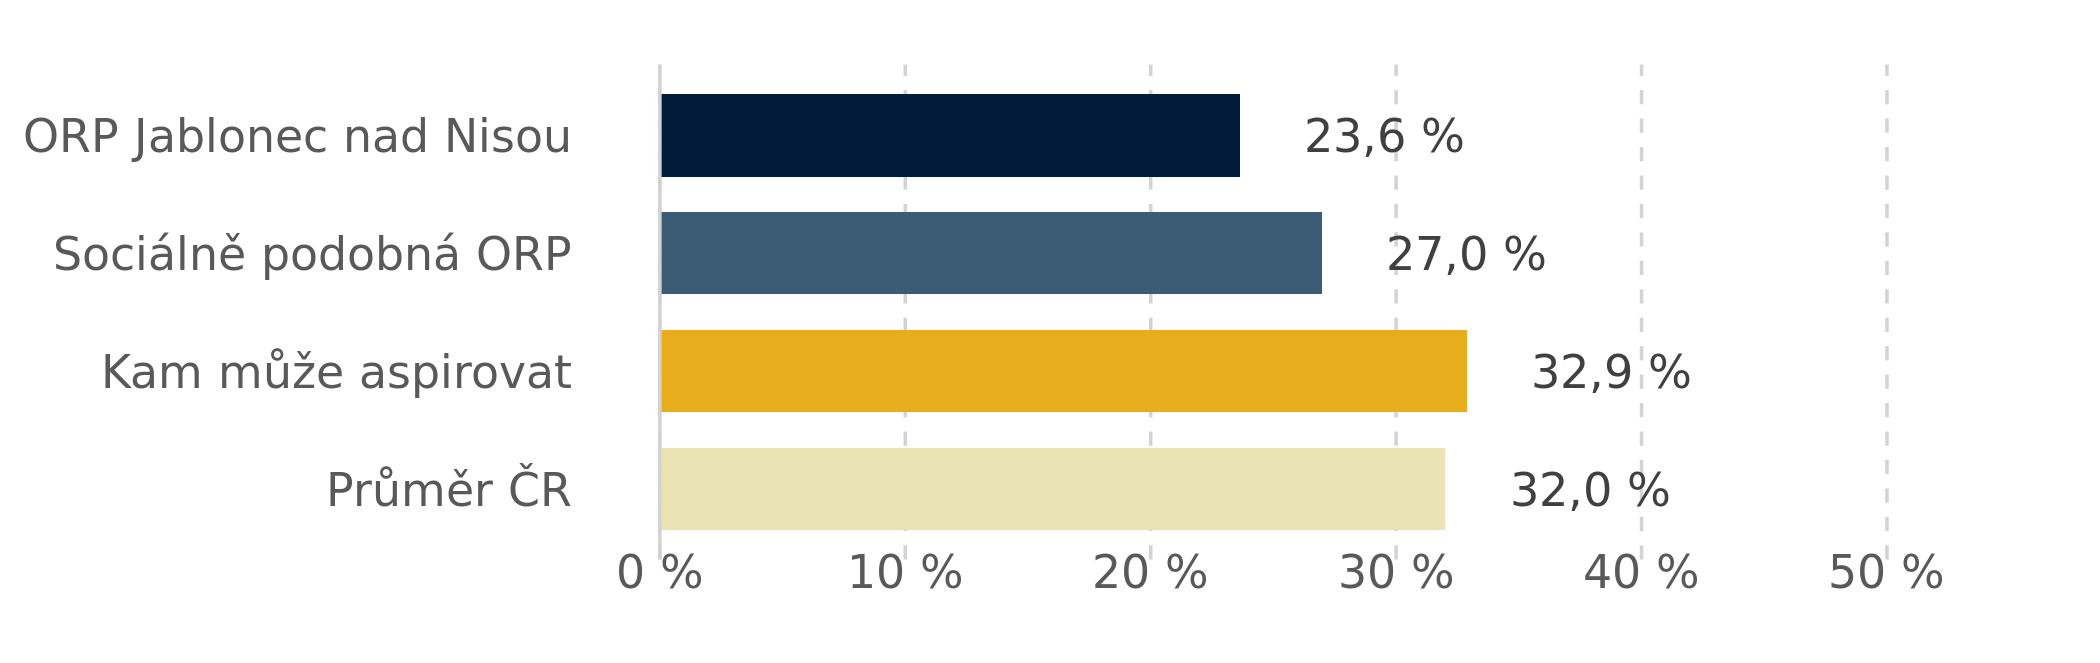 ORP Jablonec nad Nisou 23,6 %
Sociálně podobná ORP 27,0 %
Kam může aspirovat 32,9 %
Průměr ČR 32,0 %
0 % 10 % 20 % 30 % 40 % 50 %